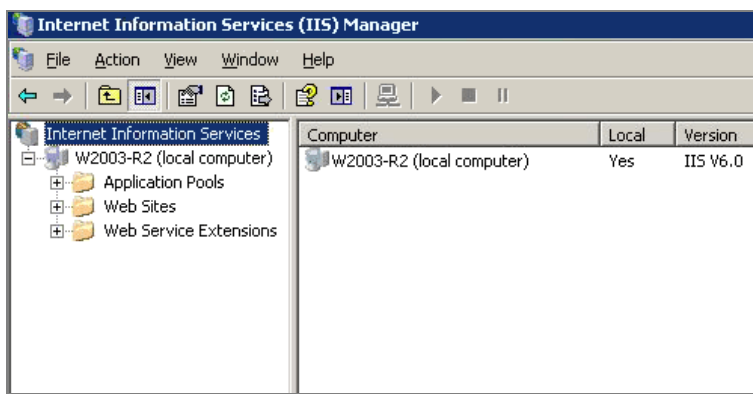 Internet Information Services (IIS) Manager
File Action View Window Help
Internet Information Services
W2003-R2 (local computer)
Application Pools
Web Sites
Web Service Extensions
Computer Local Version
W2003-R2 (local computer) Yes IIS V6.0